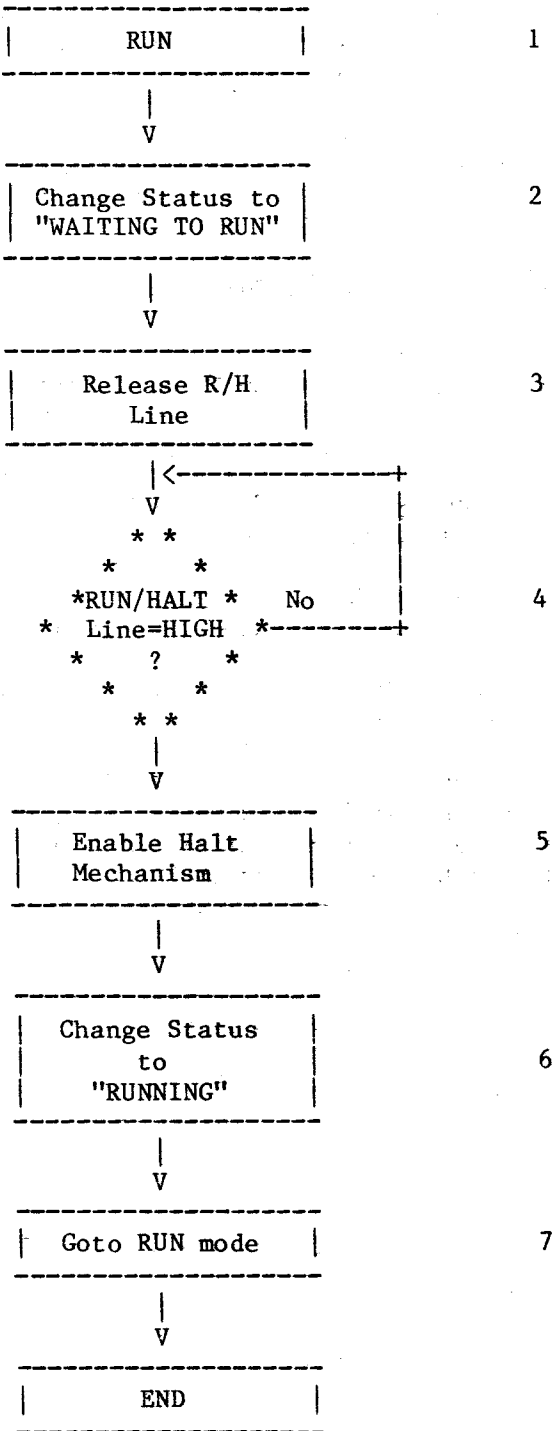 RUN 1
Change Status to 2
"WAITING TO RUN"
Release R/H 3
Line
RUN/HALT No 4
Line=HIGH
?
Enable Halt 5
Mechanism
Change Status
to 6
"RUNNING"
Goto RUN mode 7
END